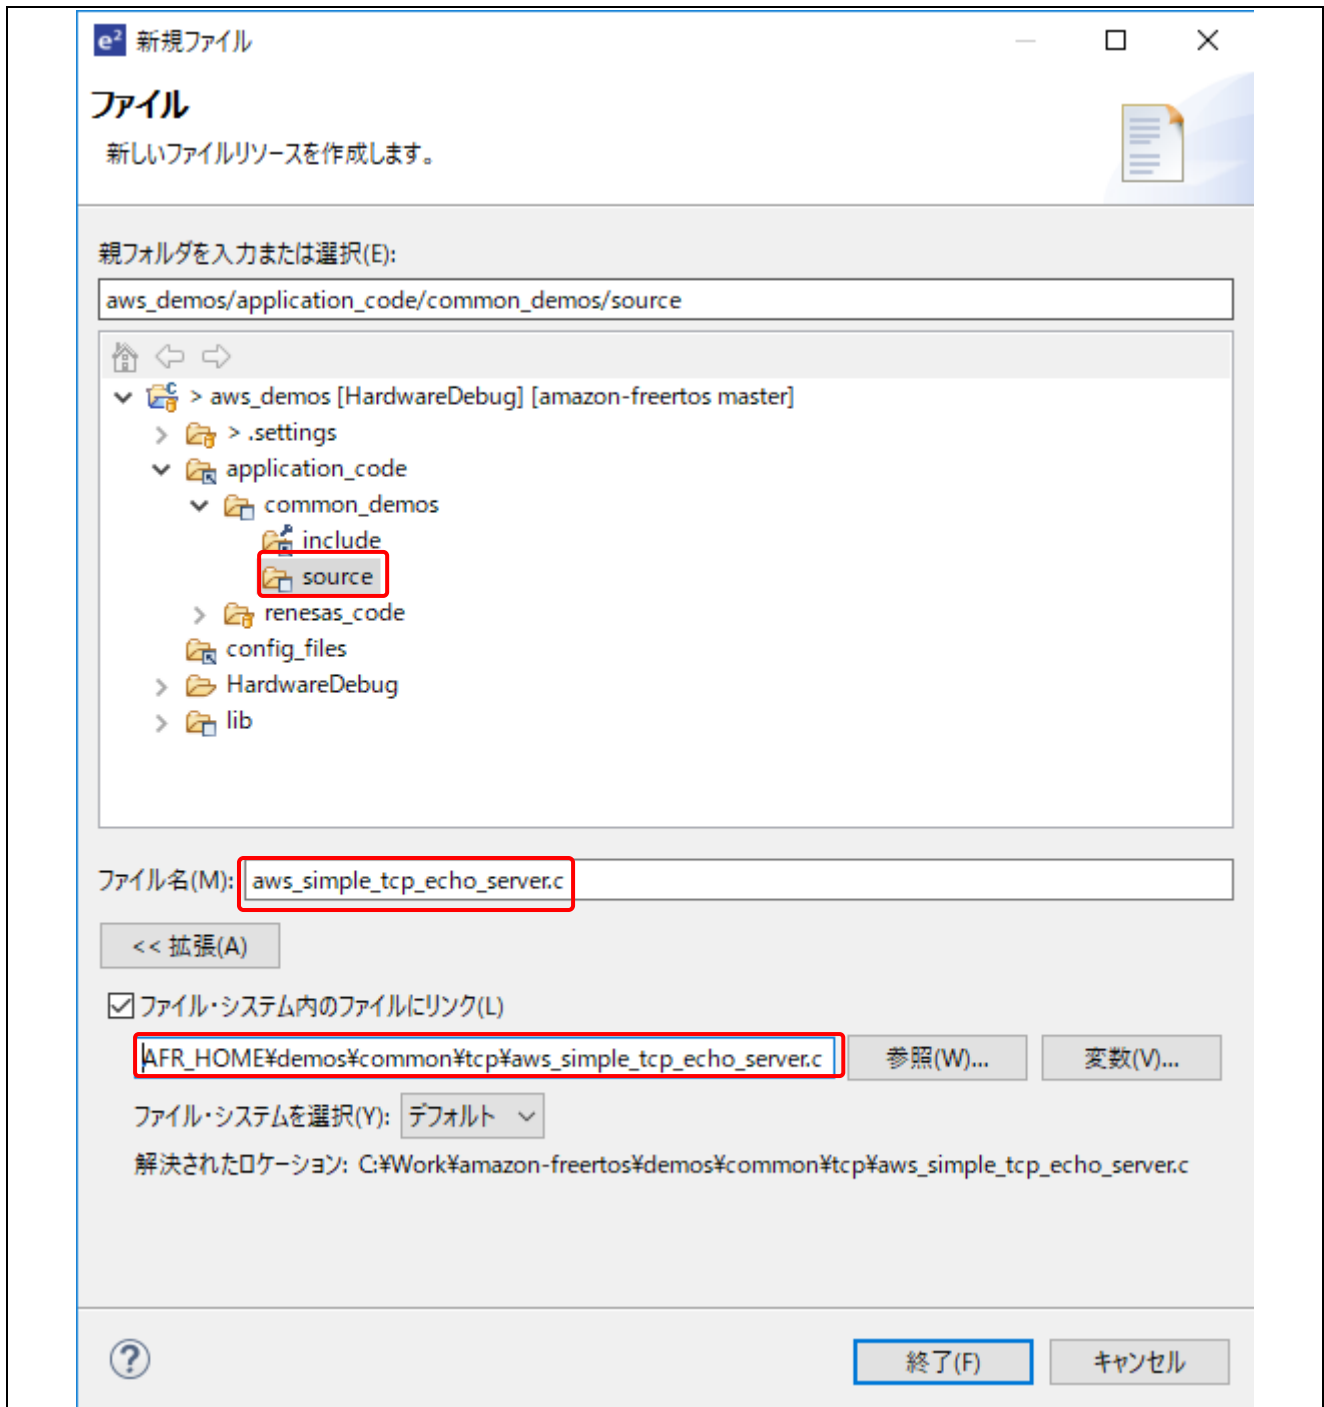 e² 新規ファイル
ファイル
新しいファイルリソースを作成します。
親フォルダを入力または選択(E):
aws_demos/application_code/common_demos/source
> aws_demos [HardwareDebug] [amazon-freertos master]
> .settings
application_code
common_demos
include
source
renesas_code
config_files
HardwareDebug
lib
ファイル名(M): aws_simple_tcp_echo_server.c
<< 拡張(A)
ファイル・システム内のファイルにリンク(L)
AFR_HOME¥demos¥common¥tcp¥aws_simple_tcp_echo_server.c 参照(W)... 変数(V)...
ファイル・システムを選択(Y): デフォルト
解決されたロケーション: C:¥Work¥amazon-freertos¥demos¥common¥tcp¥aws_simple_tcp_echo_server.c
? 終了(F) キャンセル